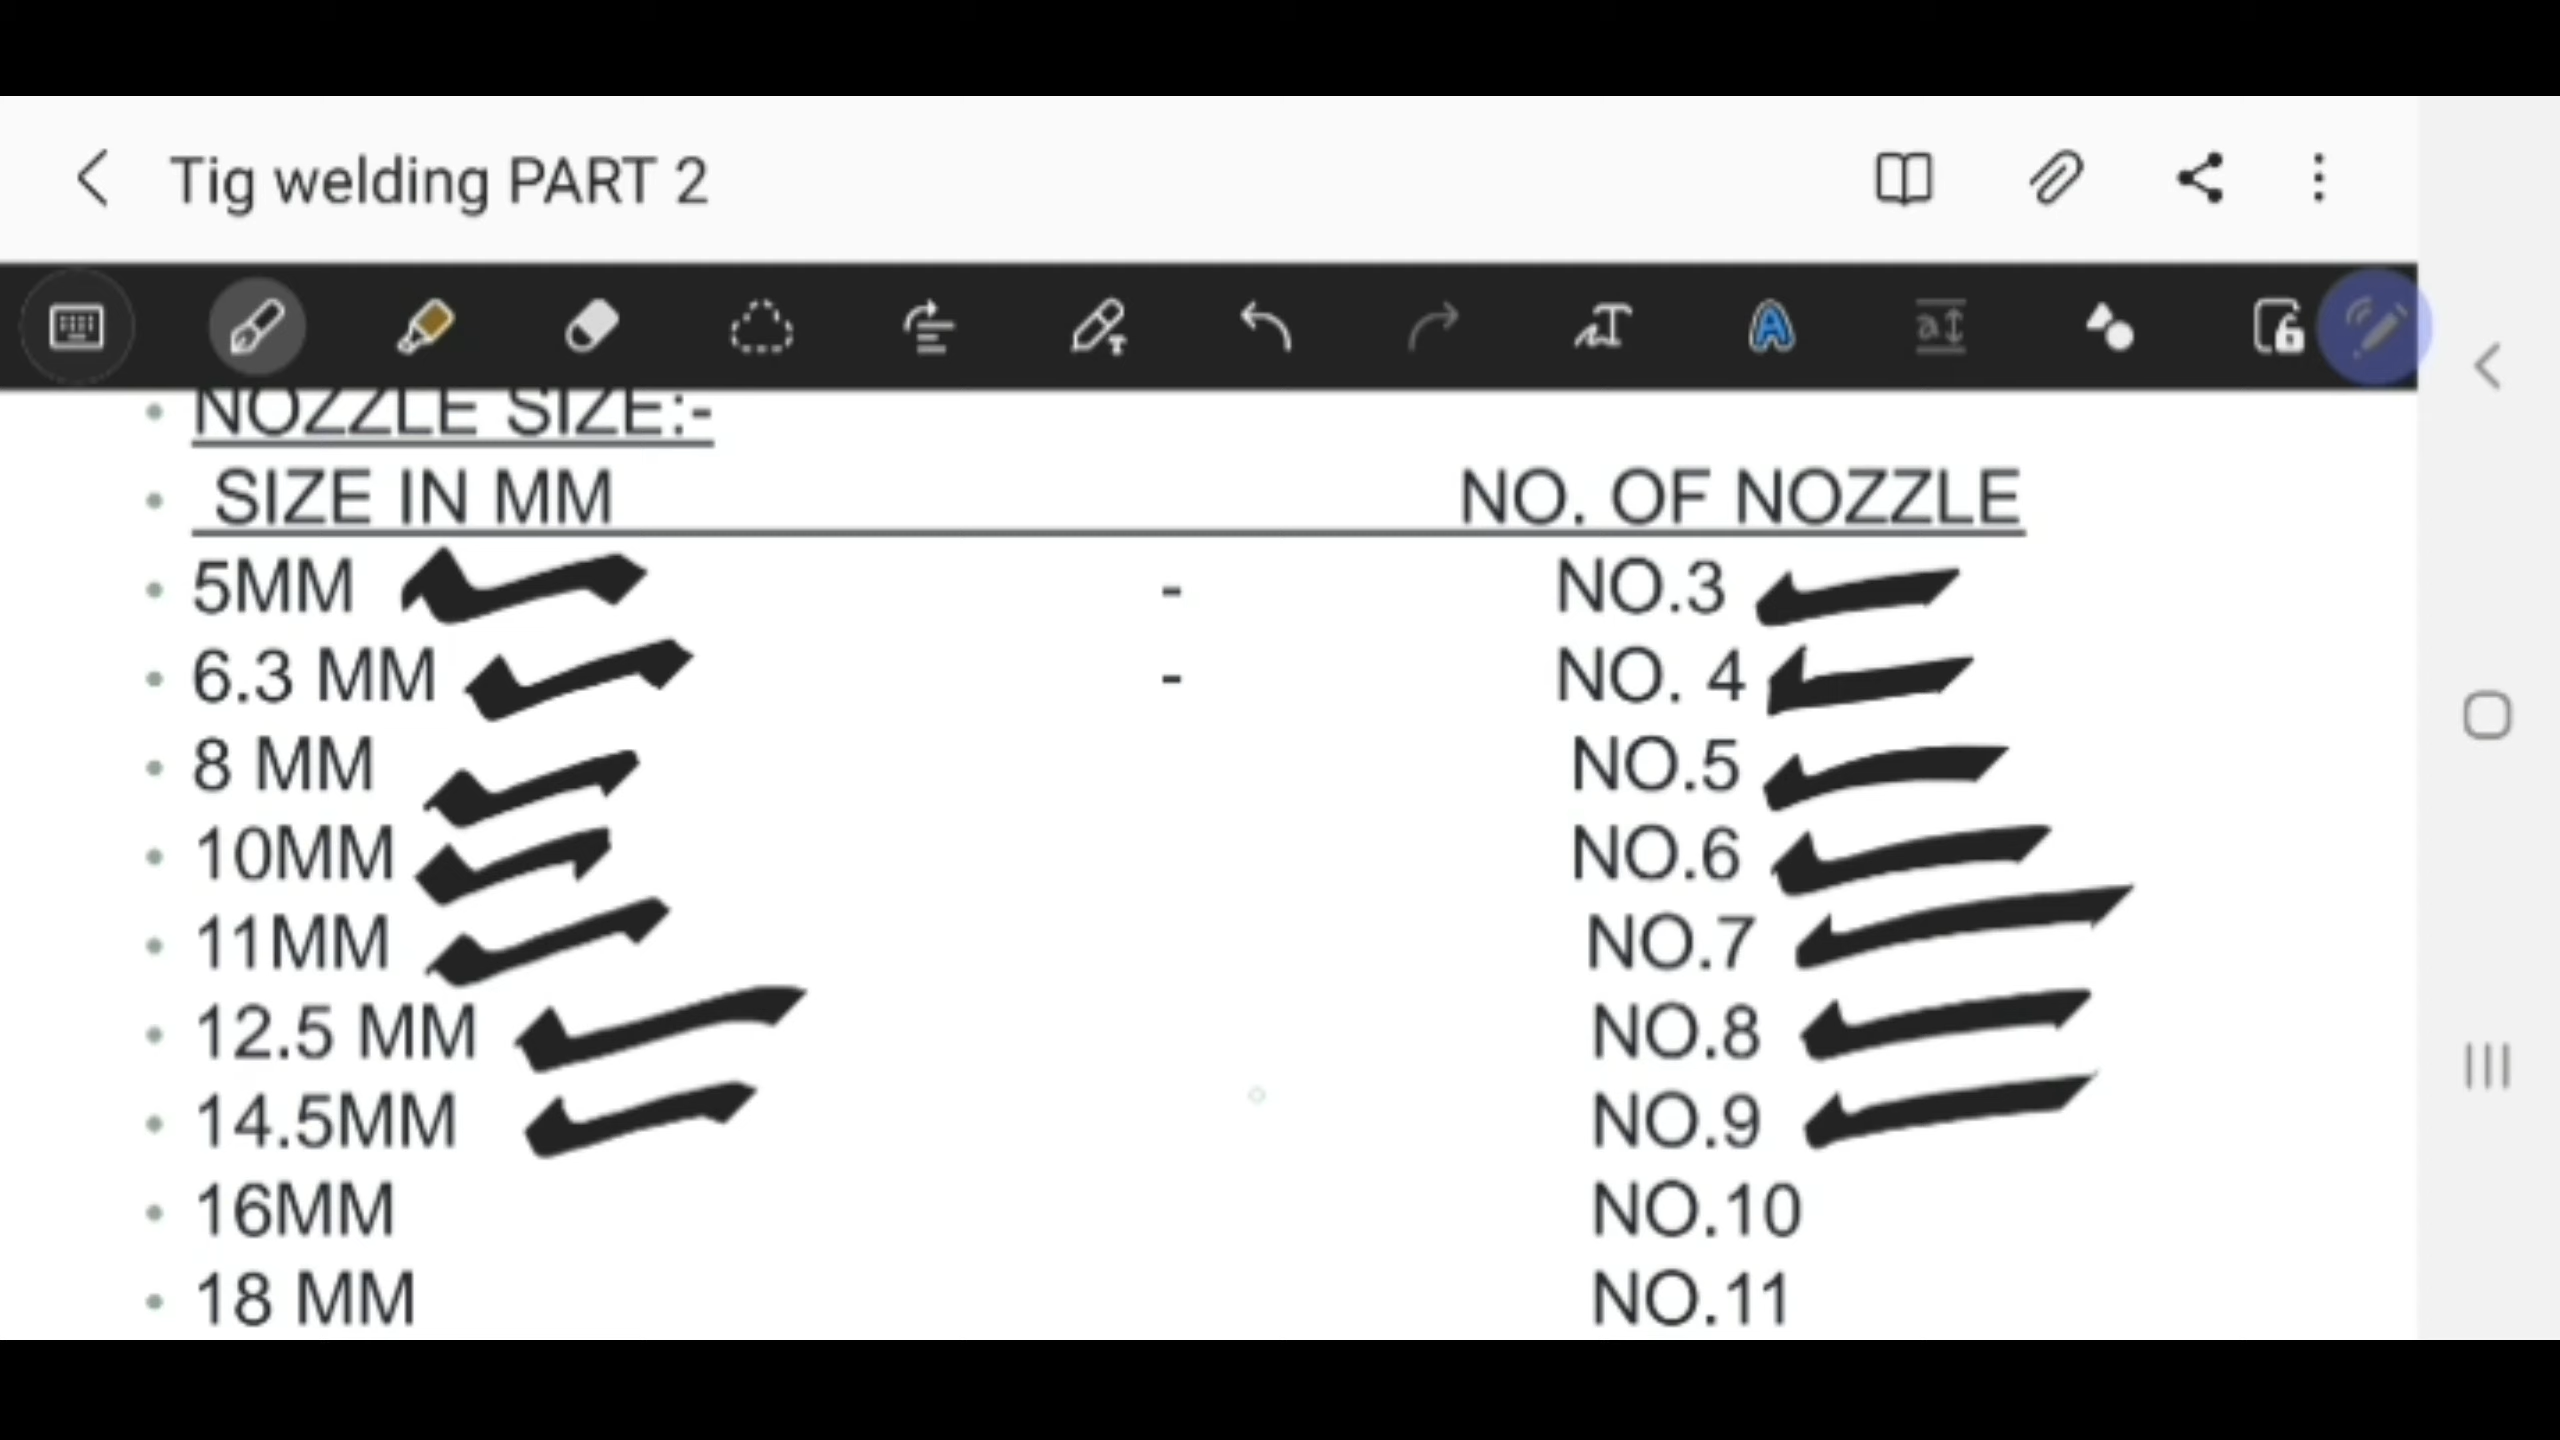 Tig welding PART 2
NOZZLE SIZE:-
SIZE IN MM NO. OF NOZZLE
5MM - NO.3
6.3 MM - NO. 4
8 MM NO.5
10MM NO.6
11MM NO.7
12.5 MM NO.8
14.5MM NO.9
16MM NO.10
18 MM NO.11